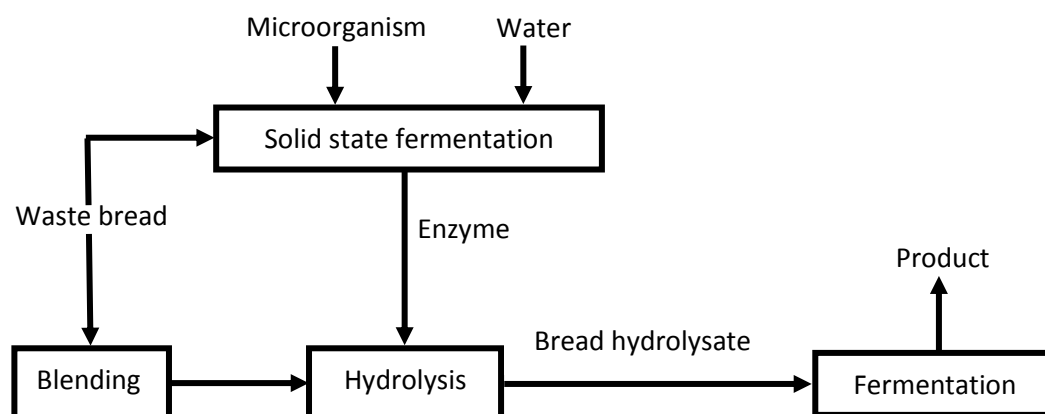 Microorganism
Water
Solid state fermentation
Waste bread
Enzyme
Product
Bread hydrolysate
Blending
Hydrolysis
Fermentation